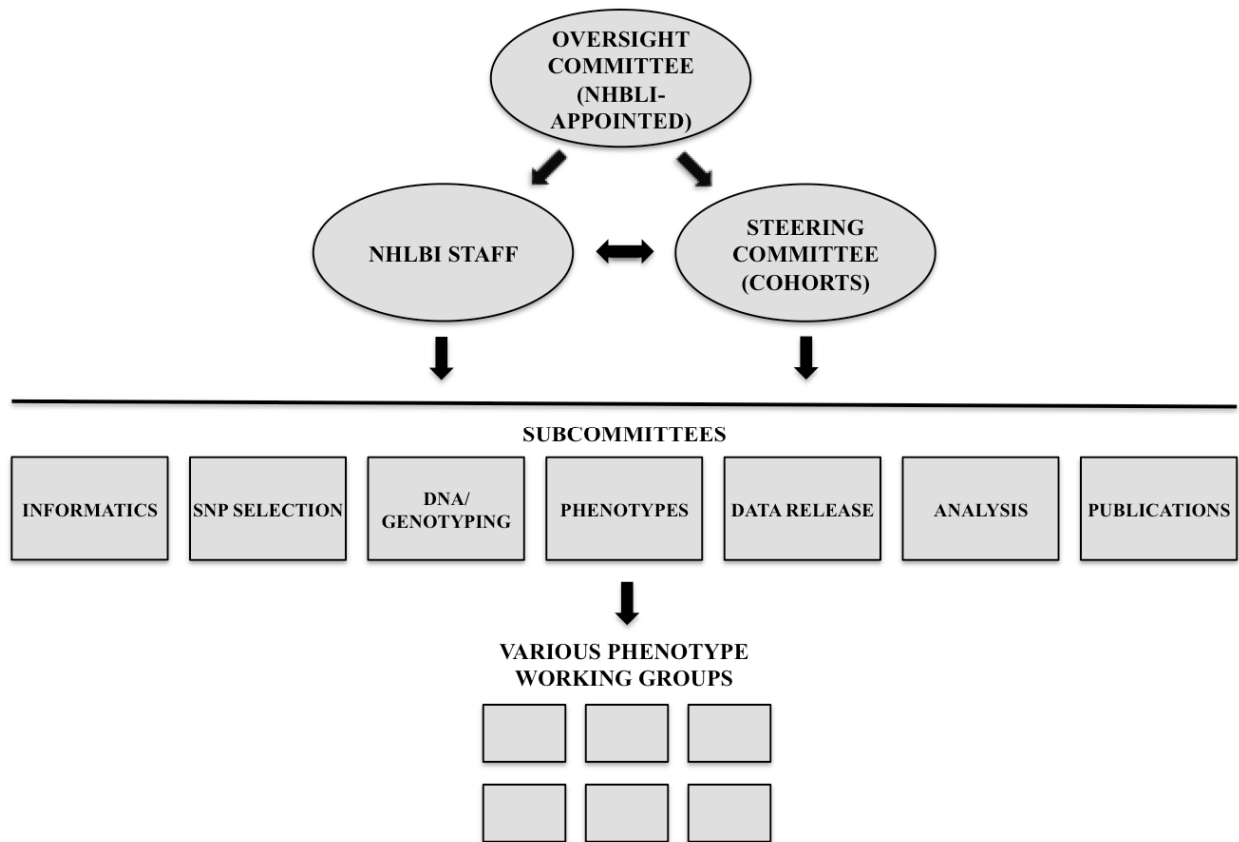 OVERSIGHT
COMMITTEE
(NHBLI-
APPOINTED)
NHLBI STAFF
STEERING
COMMITTEE
(COHORTS)
SUBCOMMITTEES
INFORMATICS
SNP SELECTION
DNA/
GENOTYPING
PHENOTYPES
DATA RELEASE
ANALYSIS
PUBLICATIONS
VARIOUS PHENOTYPE
WORKING GROUPS